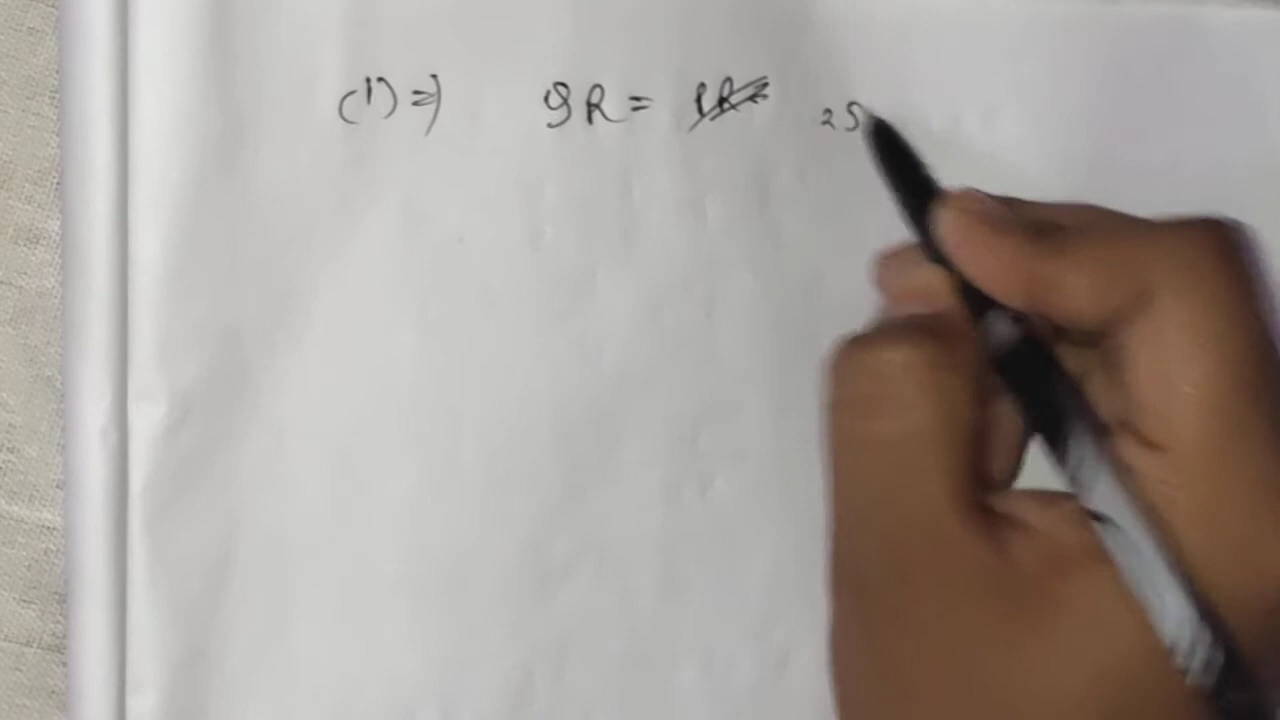 (1) ⇒ 9R = 25